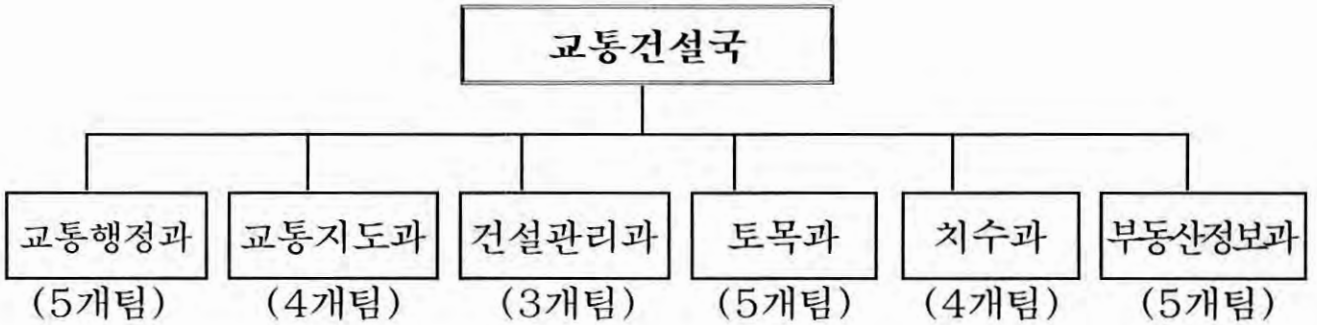 교통건설국
교통행정과 교통지도과 건설관리과 토목과 치수과 부동산정보과
(5개팀) (4개팀) (3개팀) (5개팀) (4개팀) (5개팀)